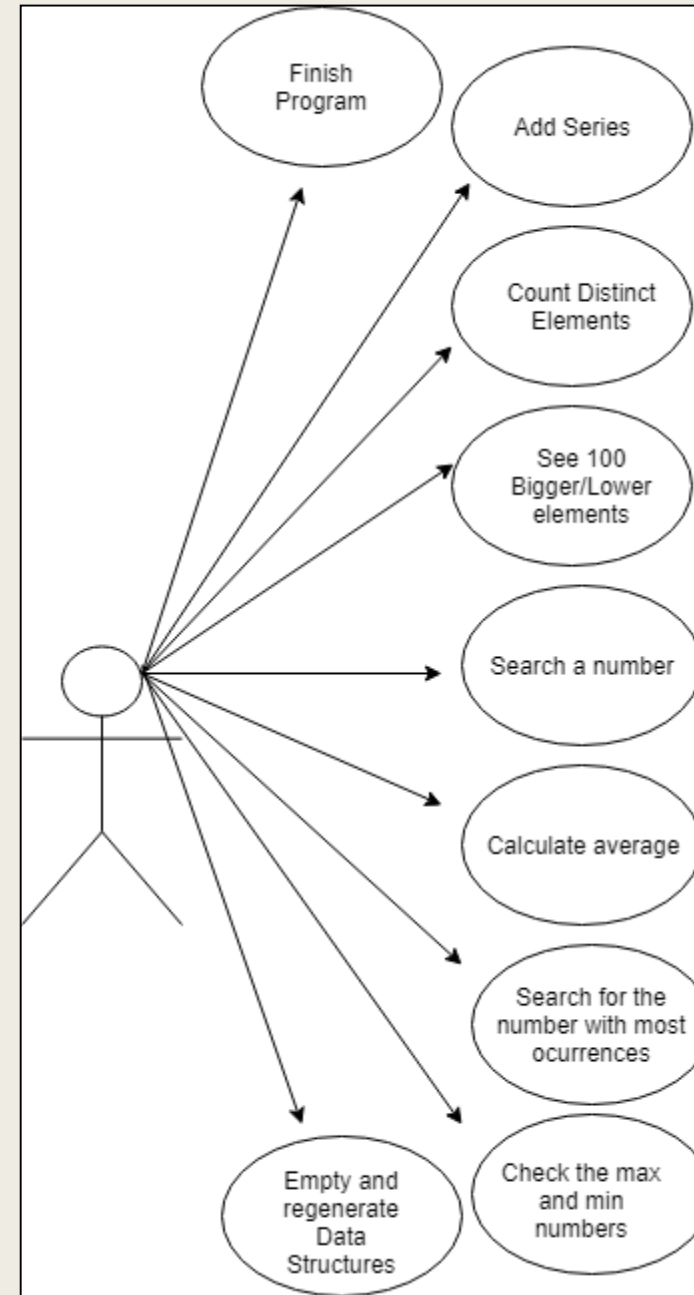 Finish
Program
Add Series
Count Distinct
Elements
See 100
Bigger/Lower
elements
Search a number
Calculate average
Search for the
number with most
ocurrences
Check the max
and min
numbers
Empty and
regenerate
Data
Structures